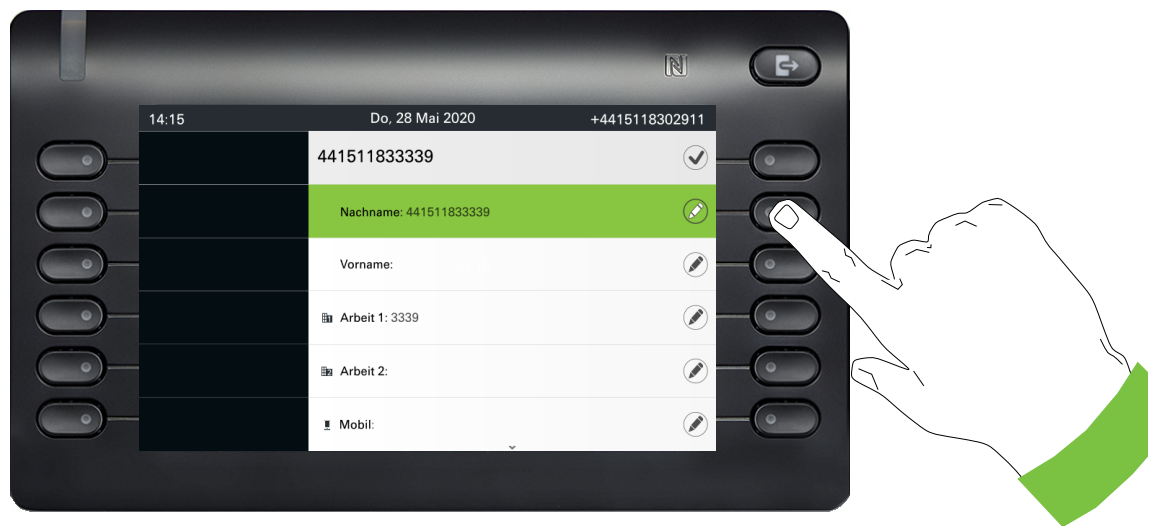 14:15 Do, 28 Mai 2020 +4415118302911
441511833339
Nachname: 441511833339
Vorname:
Arbeit 1: 3339
Arbeit 2:
Mobil: